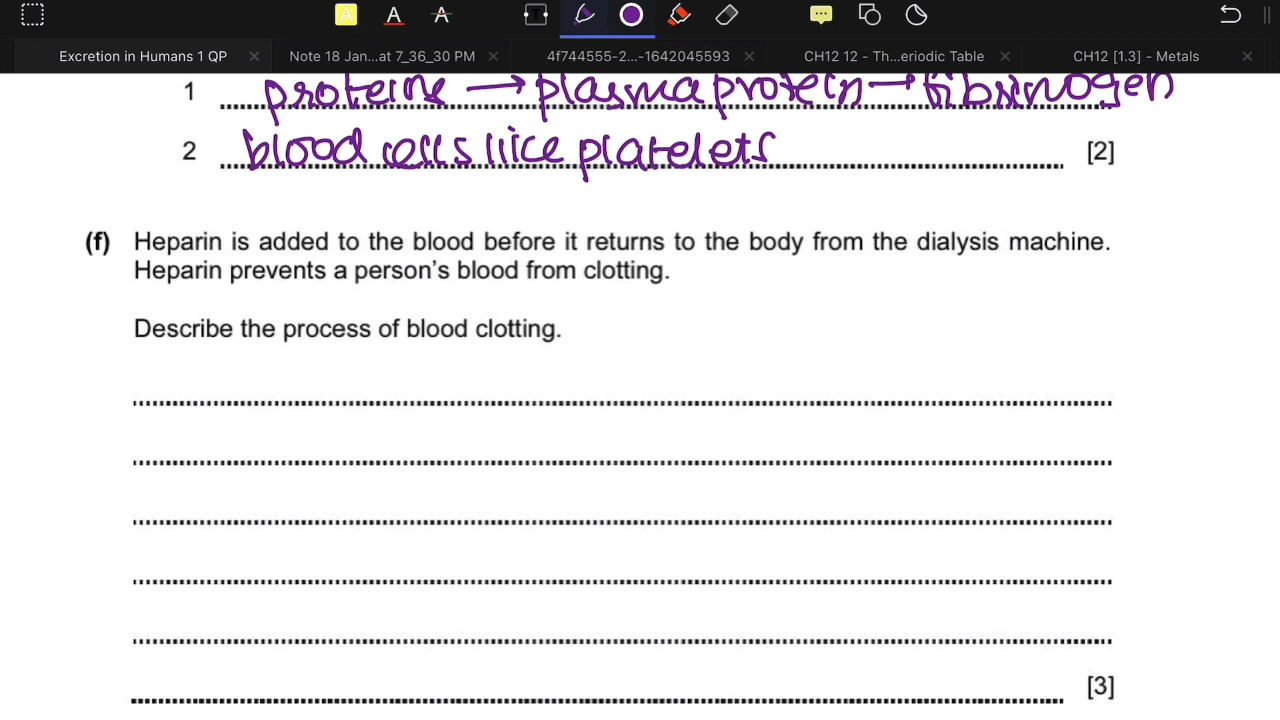 A A A T
Excretion in Humans 1 QP × Note 18 Jan...at 7_36_30 PM × 4f744555-2...-1642045593 × CH12 12 - Th...eriodic Table × CH12 [1.3] - Metals ×
1 proteins → plasma protein → fibrinogen
2 blood cells like platelets [2]
(f) Heparin is added to the blood before it returns to the body from the dialysis machine.
Heparin prevents a person's blood from clotting.
Describe the process of blood clotting.
[3]